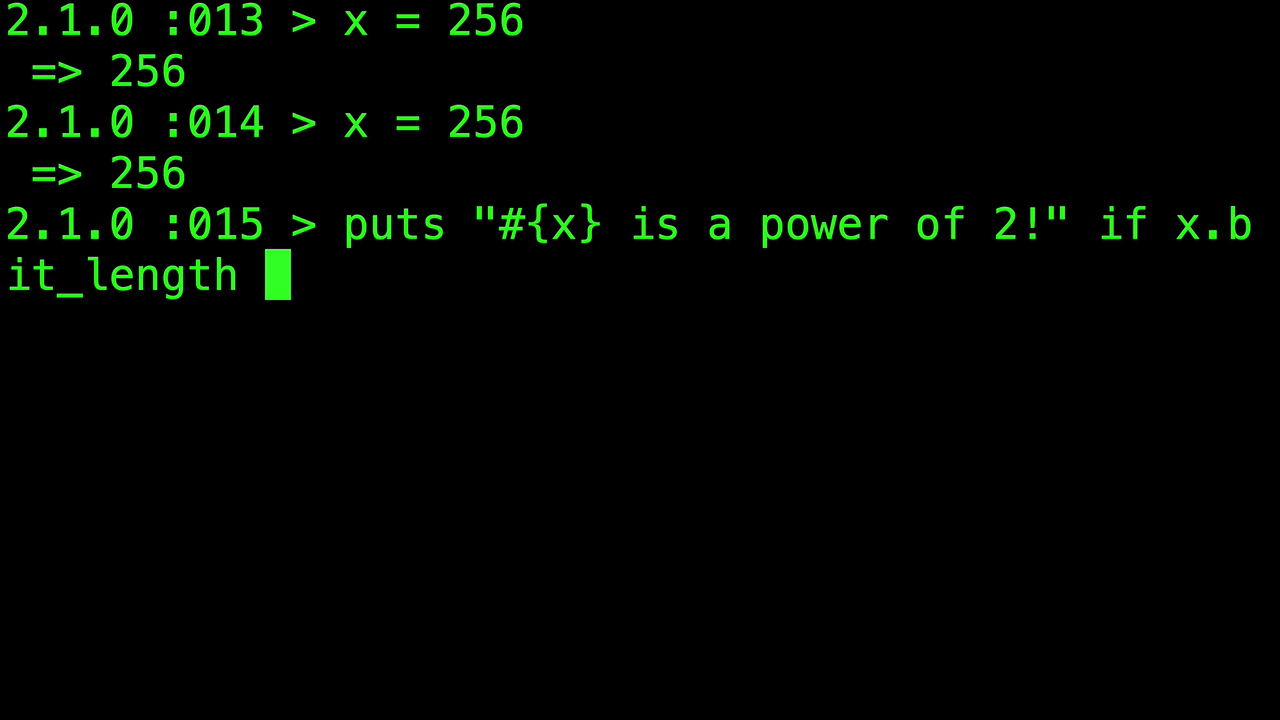 2.1.0 :013 > x = 256
 => 256
2.1.0 :014 > x = 256
 => 256
2.1.0 :015 > puts "#{x} is a power of 2!" if x.b
it_length